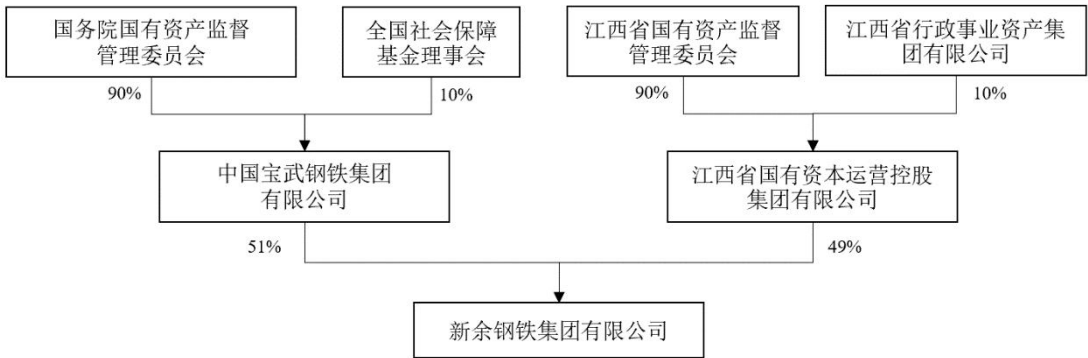 国务院国有资产监督
管理委员会
全国社会保障
基金理事会
江西省国有资产监督
管理委员会
江西省行政事业资产集
团有限公司
90%
10%
90%
10%
中国宝武钢铁集团
有限公司
江西省国有资本运营控股
集团有限公司
51%
49%
新余钢铁集团有限公司